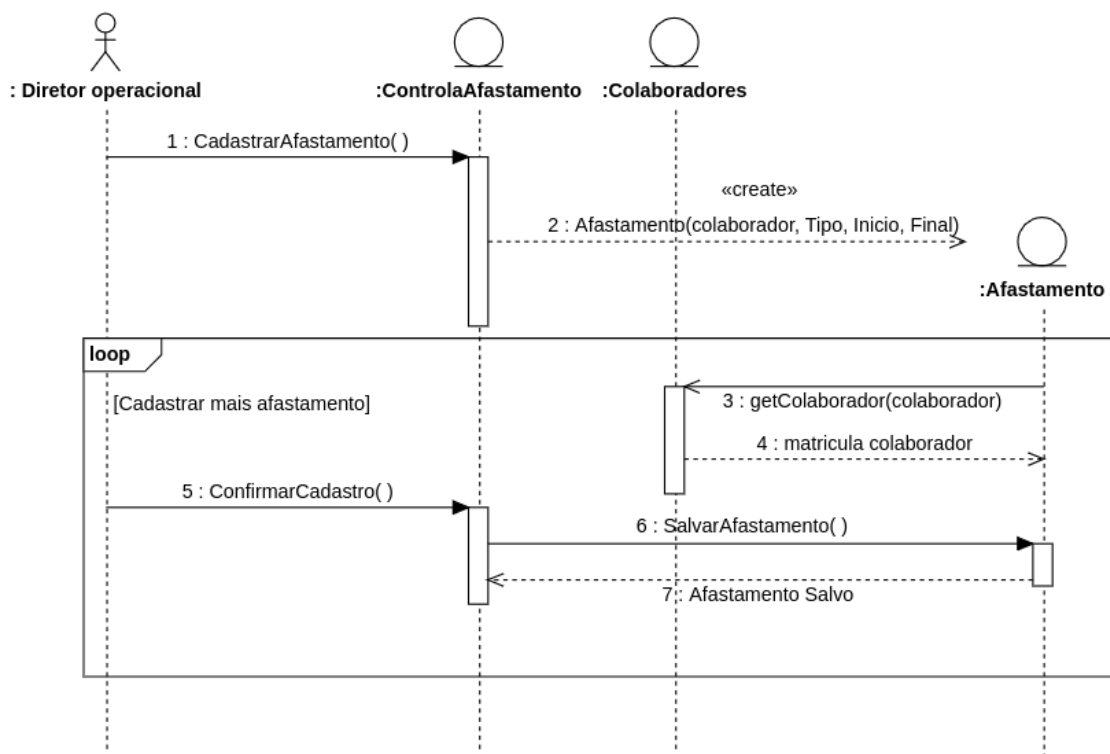 : Diretor operacional
:ControlaAfastamento
:Colaboradores
1 : CadastrarAfastamento( )
«create»
2 : Afastamento(colaborador, Tipo, Inicio, Final)
:Afastamento
loop
[Cadastrar mais afastamento]
3 : getColaborador(colaborador)
4 : matricula colaborador
5 : ConfirmarCadastro( )
6 : SalvarAfastamento( )
7 : Afastamento Salvo